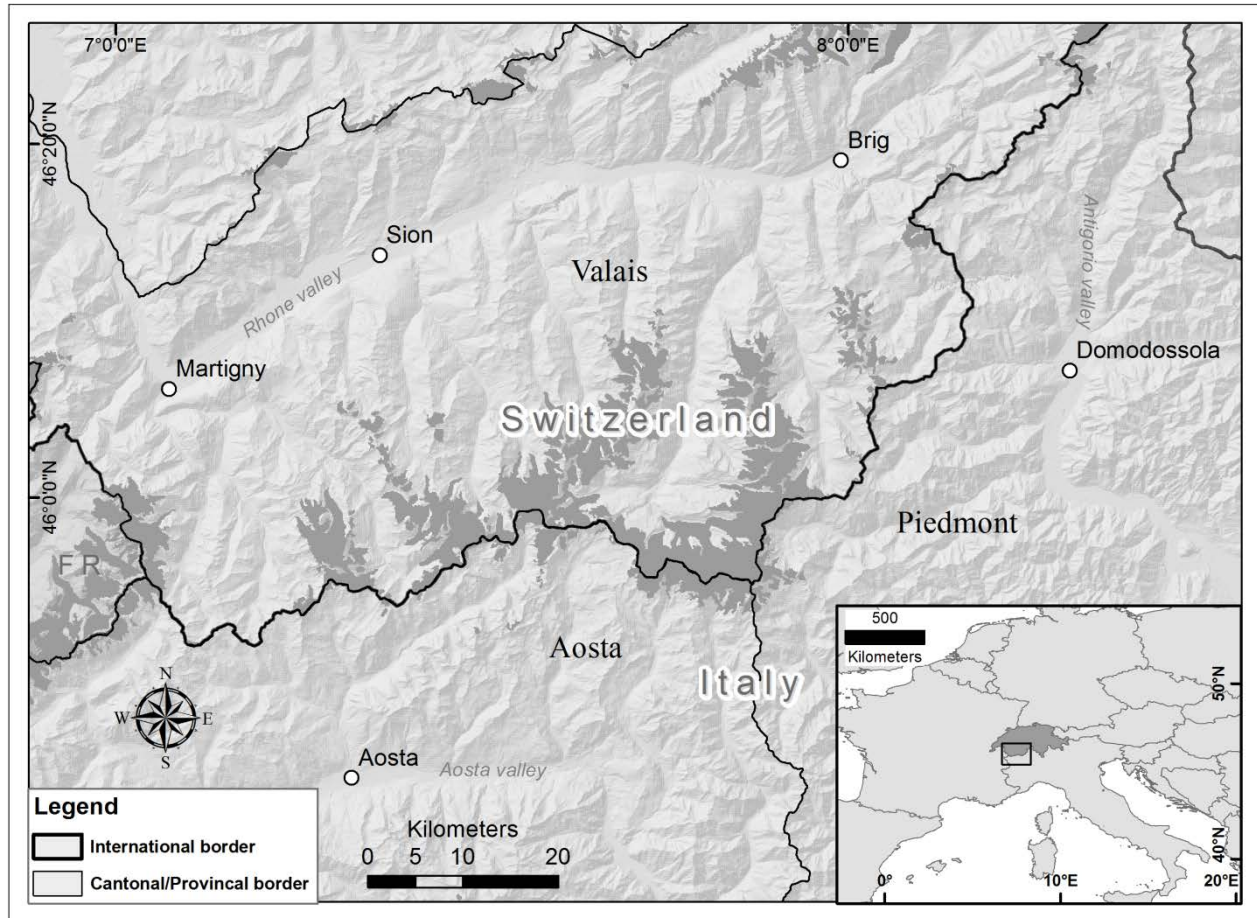 7°0'0"E
8°0'0"E
46°20'0"N
Brig
Sion
Valais
Antigorio valley
Rhone valley
Martigny
Domodossola
Switzerland
46°0'0"N
Piedmont
FR
Aosta
Italy
N
W E
S
Aosta
Aosta valley
Legend
International border
Cantonal/Provincal border
Kilometers
0 5 10 20
500
Kilometers
50°N
40°N
0° 10°E 20°E